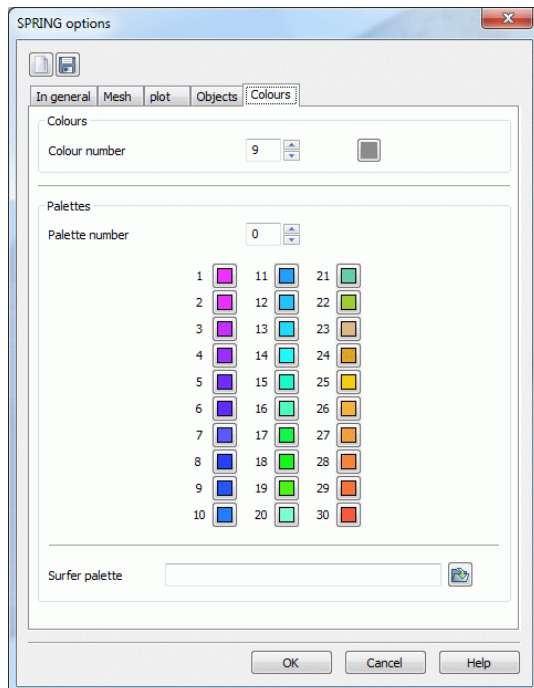 SPRING options
In general Mesh plot Objects Colours
Colours
Colour number 9
Palettes
Palette number 0
1 11 21
2 12 22
3 13 23
4 14 24
5 15 25
6 16 26
7 17 27
8 18 28
9 19 29
10 20 30
Surfer palette
OK Cancel Help